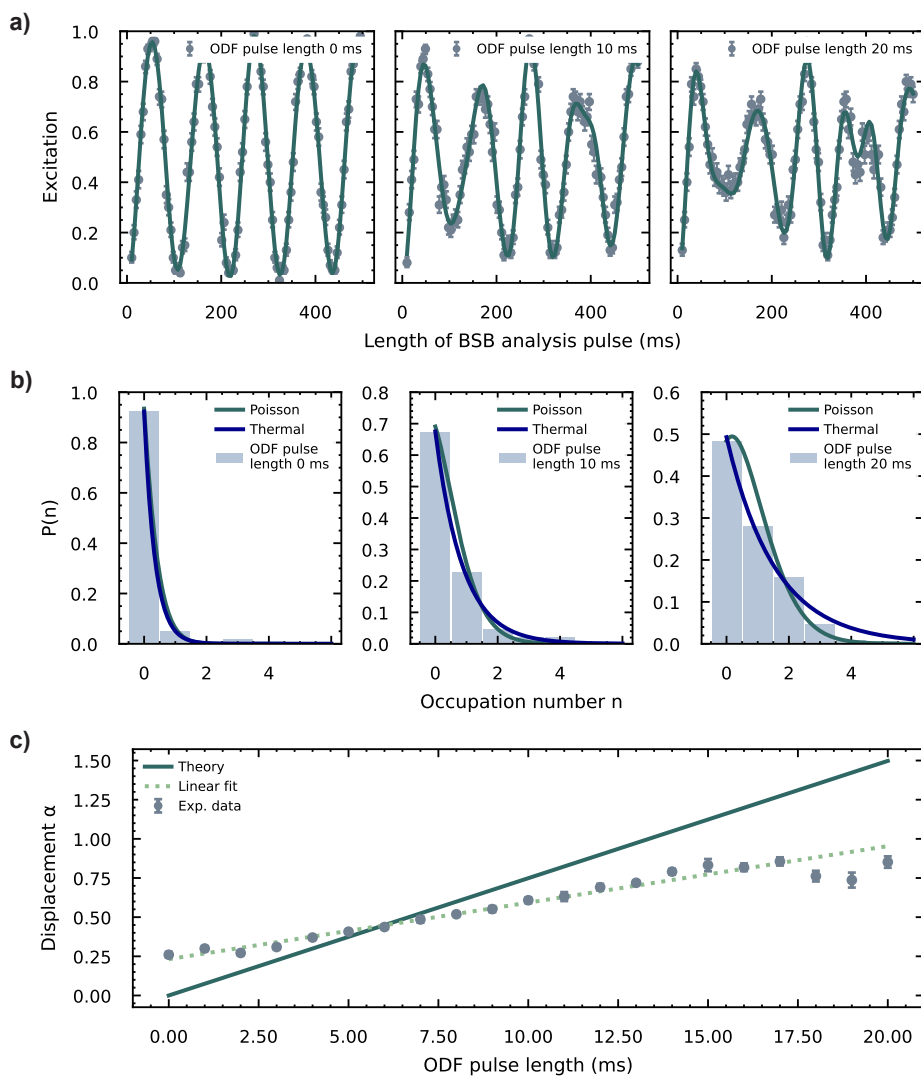 a)
ODF pulse length 0 ms
ODF pulse length 10 ms
ODF pulse length 20 ms
Excitation
1.0
0.8
0.6
0.4
0.2
0.0
0 200 400
0 200 400
0 200 400
Length of BSB analysis pulse (ms)
b)
P(n)
1.0
0.8
0.6
0.4
0.2
0.0
Poisson
Thermal
ODF pulse
length 0 ms
0 2 4 6
0.8
0.7
0.6
0.5
0.4
0.3
0.2
0.1
0.0
Poisson
Thermal
ODF pulse
length 10 ms
0 2 4 6
0.6
0.5
0.4
0.3
0.2
0.1
0.0
Poisson
Thermal
ODF pulse
length 20 ms
0 2 4
Occupation number n
c)
Displacement α
1.50
1.25
1.00
0.75
0.50
0.25
0.00
Theory
Linear fit
Exp. data
0.00 2.50 5.00 7.50 10.00 12.50 15.00 17.50 20.00
ODF pulse length (ms)